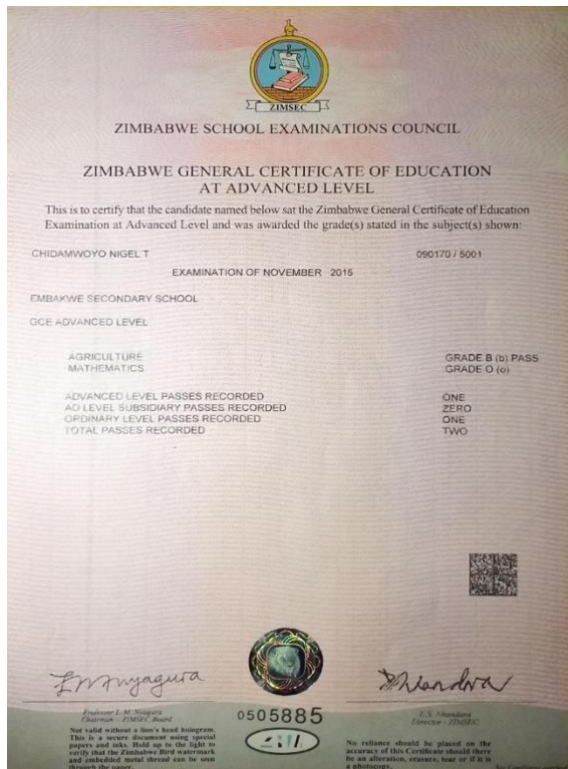 ZIMSEC
ZIMBABWE SCHOOL EXAMINATIONS COUNCIL
ZIMBABWE GENERAL CERTIFICATE OF EDUCATION
AT ADVANCED LEVEL
This is to certify that the candidate named below sat the Zimbabwe General Certificate of Education
Examination at Advanced Level and was awarded the grade(s) stated in the subject(s) shown:
CHIDAMWOYO NIGEL T 090170 / 5001
EXAMINATION OF NOVEMBER 2015
EMBAKWE SECONDARY SCHOOL
GCE ADVANCED LEVEL
AGRICULTURE GRADE B (b) PASS
MATHEMATICS GRADE O (o)
ADVANCED LEVEL PASSES RECORDED ONE
AO LEVEL SUBSIDIARY PASSES RECORDED ZERO
ORDINARY LEVEL PASSES RECORDED ONE
TOTAL PASSES RECORDED TWO
Professor L. M. Nyagura
Chairman - ZIMSEC Board
E.S. Nhandara
Director - ZIMSEC
0505885
Not valid without a lion's head hologram.
This is a secure document using special
papers and inks. Hold up to the light to
verify that the Zimbabwe Bird watermark
and embedded metal thread can be seen
through the paper.
No reliance should be placed on the
accuracy of this Certificate should there
be an alteration, erasure, tear or if it is
a photocopy.